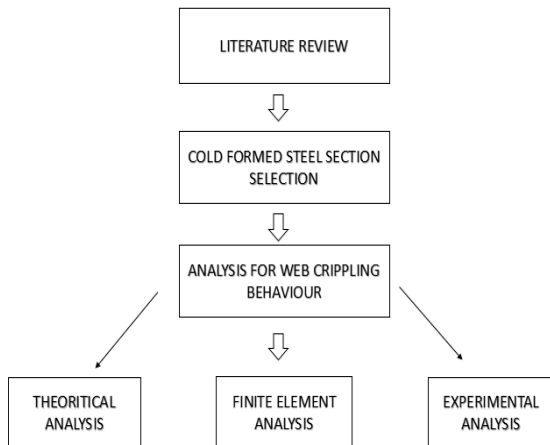 LITERATURE REVIEW
COLD FORMED STEEL SECTION
SELECTION
ANALYSIS FOR WEB CRIPPLING
BEHAVIOUR
THEORITICAL
ANALYSIS
FINITE ELEMENT
ANALYSIS
EXPERIMENTAL
ANALYSIS